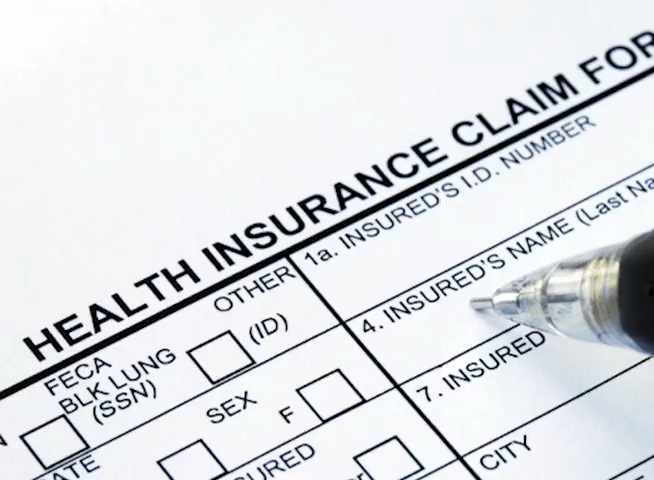 HEALTH INSURANCE CLAIM FOR
1a. INSURED'S I.D. NUMBER
OTHER
FECA
BLK LUNG
(SSN)
(ID)
4. INSURED'S NAME (Last Na
SEX
F
7. INSURED
CITY